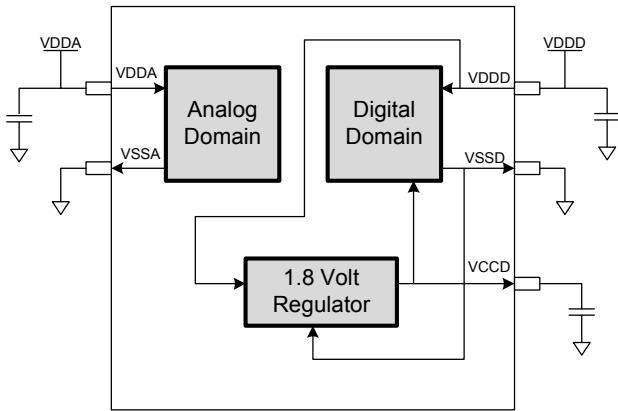 VDDA
VDDD
VDDA
Analog
Domain
Digital
Domain
VDDD
VSSA
VSSD
1.8 Volt
Regulator
VCCD